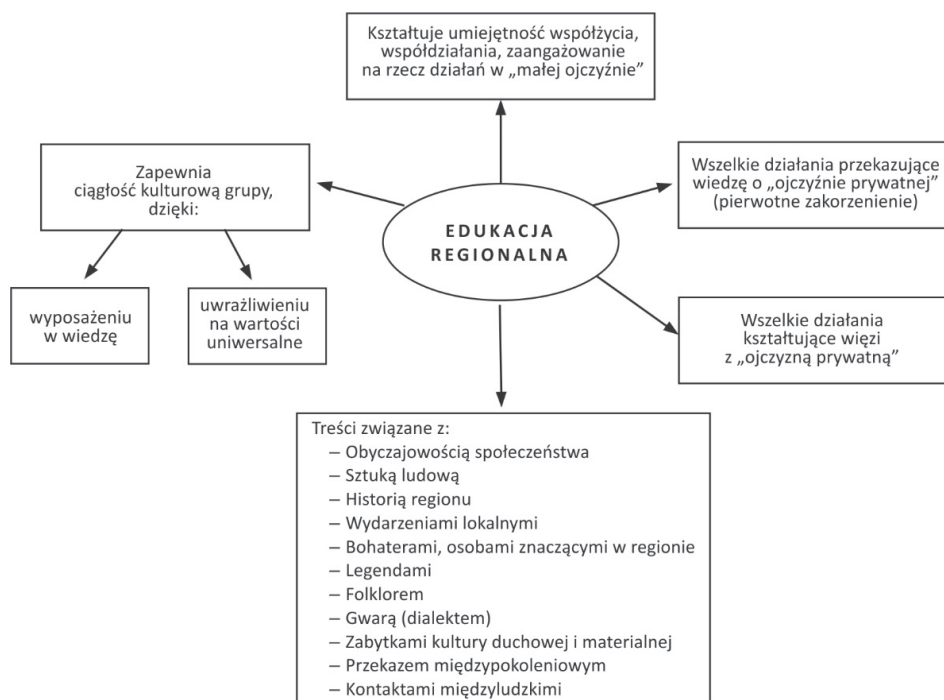 Kształtuje umiejętność współżycia,
współdziałania, zaangażowanie
na rzecz działań w „małej ojczyźnie”
Zapewnia
ciągłość kulturową grupy,
dzięki:
Wszelkie działania przekazujące
wiedzę o „ojczyźnie prywatnej”
(pierwotne zakorzenienie)
EDUKACJA
REGIONALNA
wyposażeniu
w wiedzę
uwrażliwieniu
na wartości
uniwersalne
Wszelkie działania
kształtujące więzi
z „ojczyzną prywatną”
Treści związane z:
– Obyczajowością społeczeństwa
– Sztuką ludową
– Historią regionu
– Wydarzeniami lokalnymi
– Bohaterami, osobami znaczącymi w regionie
– Legendami
– Folklorem
– Gwarą (dialektem)
– Zabytkami kultury duchowej i materialnej
– Przekazem międzypokoleniowym
– Kontaktami międzyludzkimi